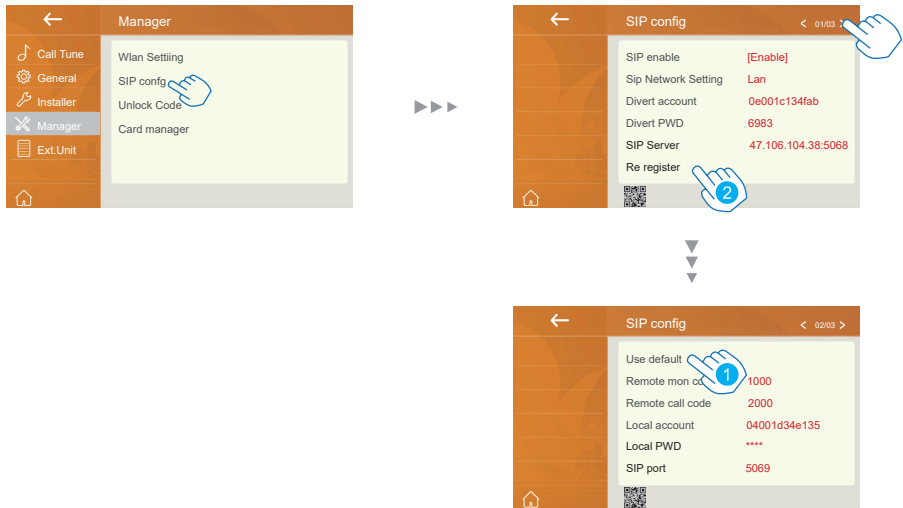 Manager
Call Tune
General
Installer
Manager
Ext.Unit
Wlan Settiing
SIP confg
Unlock Code
Card manager
SIP config < 01/03 >
SIP enable [Enable]
Sip Network Setting Lan
Divert account 0e001c134fab
Divert PWD 6983
SIP Server 47.106.104.38:5068
Re register
2
SIP config < 02/03 >
Use default
1
Remote mon 1000
Remote call code 2000
Local account 04001d34e135
Local PWD ****
SIP port 5069